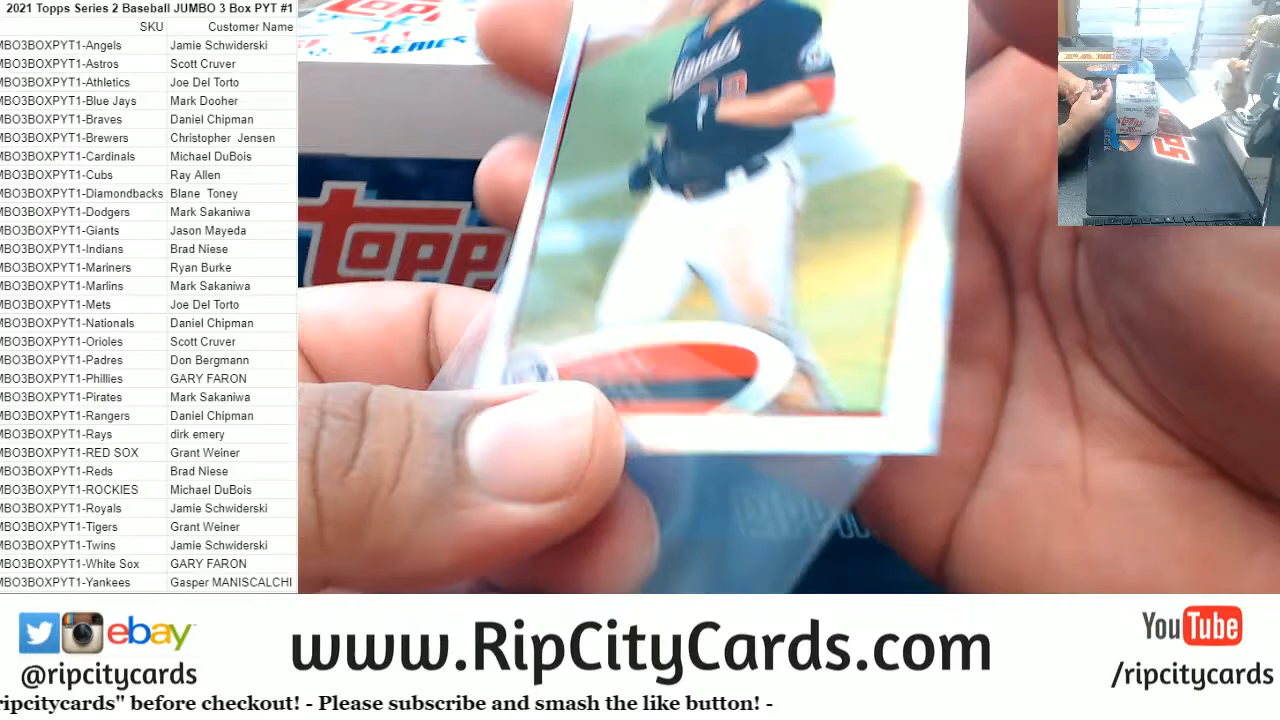 2021 Topps Series 2 Baseball JUMBO 3 Box PYT #1
SKU Customer Name
MBO3BOXPYT1-Angels Jamie Schwiderski
MBO3BOXPYT1-Astros Scott Cruver
MBO3BOXPYT1-Athletics Joe Del Torto
MBO3BOXPYT1-Blue Jays Mark Dooher
MBO3BOXPYT1-Braves Daniel Chipman
MBO3BOXPYT1-Brewers Christopher Jensen
MBO3BOXPYT1-Cardinals Michael DuBois
MBO3BOXPYT1-Cubs Ray Allen
MBO3BOXPYT1-Diamondbacks Blane Toney
MBO3BOXPYT1-Dodgers Mark Sakaniwa
MBO3BOXPYT1-Giants Jason Mayeda
MBO3BOXPYT1-Indians Brad Niese
MBO3BOXPYT1-Mariners Ryan Burke
MBO3BOXPYT1-Marlins Mark Sakaniwa
MBO3BOXPYT1-Mets Joe Del Torto
MBO3BOXPYT1-Nationals Daniel Chipman
MBO3BOXPYT1-Orioles Scott Cruver
MBO3BOXPYT1-Padres Don Bergmann
MBO3BOXPYT1-Phillies GARY FARON
MBO3BOXPYT1-Pirates Mark Sakaniwa
MBO3BOXPYT1-Rangers Daniel Chipman
MBO3BOXPYT1-Rays dirk emery
MBO3BOXPYT1-RED SOX Grant Weiner
MBO3BOXPYT1-Reds Brad Niese
MBO3BOXPYT1-ROCKIES Michael DuBois
MBO3BOXPYT1-Royals Jamie Schwiderski
MBO3BOXPYT1-Tigers Grant Weiner
MBO3BOXPYT1-Twins Jamie Schwiderski
MBO3BOXPYT1-White Sox GARY FARON
MBO3BOXPYT1-Yankees Gasper MANISCALCHI
SERIES
Topps
ebay
@ripcitycards
www.RipCityCards.com
YouTube
/ripcitycards
ripcitycards" before checkout! - Please subscribe and smash the like button! -